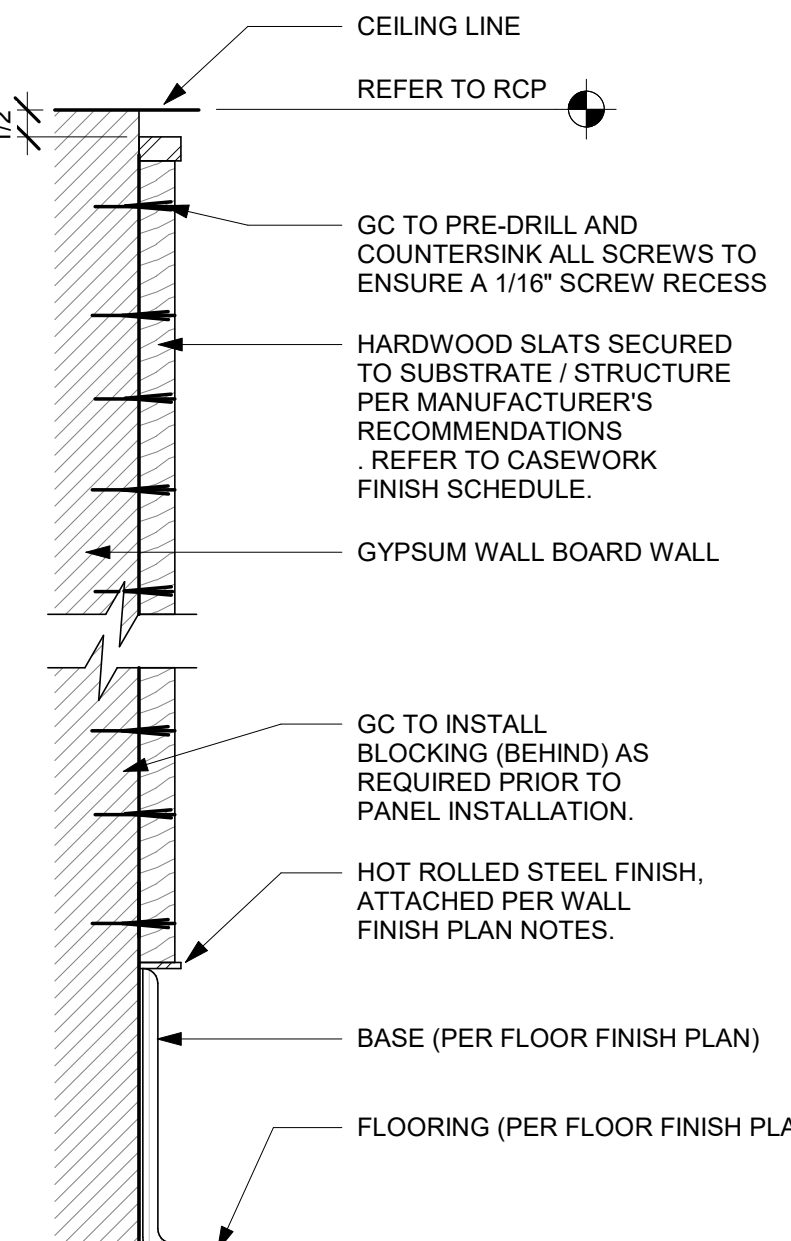 CEILING LINE
REFER TO RCP
1/2"
GC TO PRE-DRILL AND
COUNTERSINK ALL SCREWS TO
ENSURE A 1/16" SCREW RECESS
HARDWOOD SLATS SECURED
TO SUBSTRATE / STRUCTURE
PER MANUFACTURER'S
RECOMMENDATIONS
. REFER TO CASEWORK
FINISH SCHEDULE.
GYPSUM WALL BOARD WALL
GC TO INSTALL
BLOCKING (BEHIND) AS
REQUIRED PRIOR TO
PANEL INSTALLATION.
HOT ROLLED STEEL FINISH,
ATTACHED PER WALL
FINISH PLAN NOTES.
BASE (PER FLOOR FINISH PLAN)
FLOORING (PER FLOOR FINISH